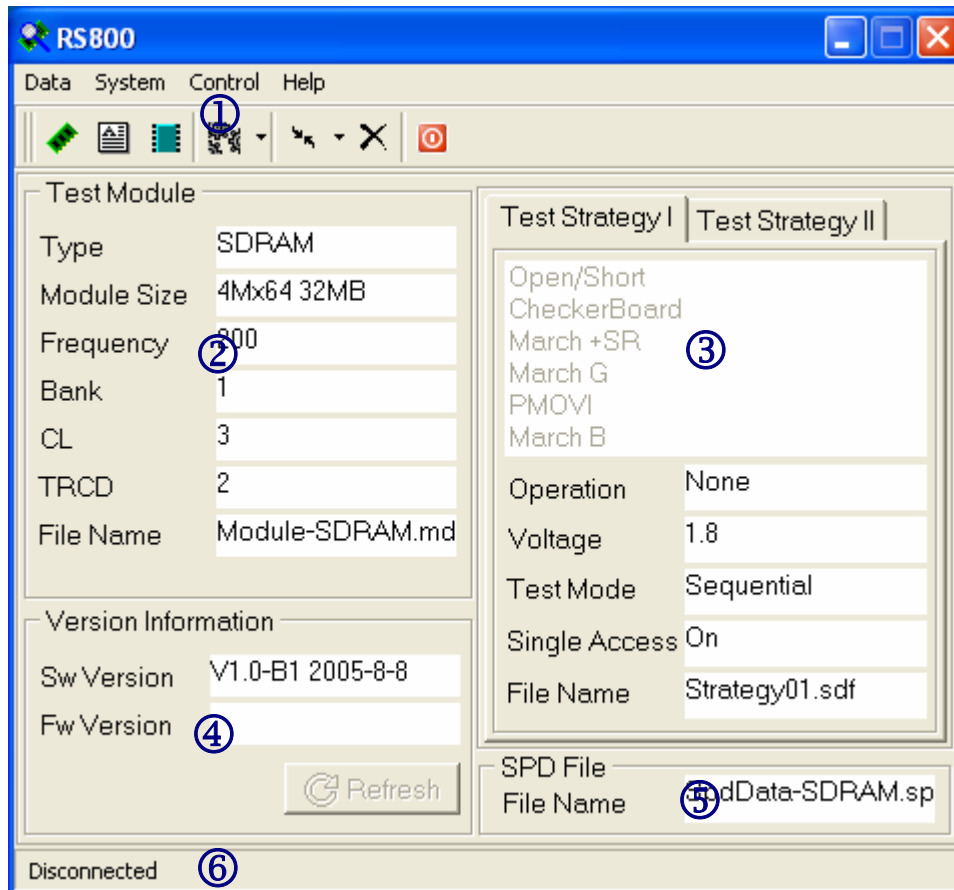 RS800
Data System Control Help
①
Test Module
Type SDRAM
Module Size 4Mx64 32MB
Frequency 200
②
Bank 1
CL 3
TRCD 2
File Name Module-SDRAM.md
Version Information
Sw Version V1.0-B1 2005-8-8
Fw Version
④
Refresh
Test Strategy I Test Strategy II
Open/Short
CheckerBoard
March +SR
③
March G
PMOVI
March B
Operation None
Voltage 1.8
Test Mode Sequential
Single Access On
File Name Strategy01.sdf
SPD File
File Name SpdData-SDRAM.sp
⑤
Disconnected ⑥